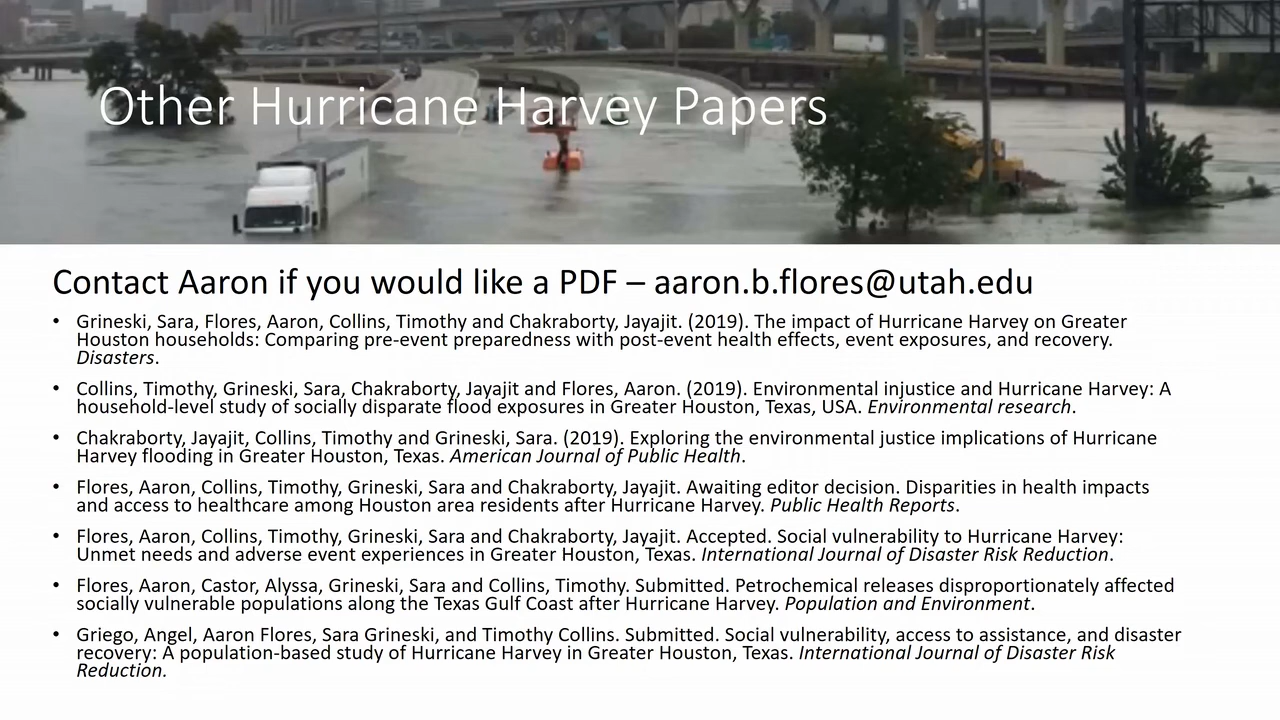 Other Hurricane Harvey Papers
Contact Aaron if you would like a PDF – aaron.b.flores@utah.edu
• Grineski, Sara, Flores, Aaron, Collins, Timothy and Chakraborty, Jayajit. (2019). The impact of Hurricane Harvey on Greater
Houston households: Comparing pre-event preparedness with post-event health effects, event exposures, and recovery.
Disasters.
• Collins, Timothy, Grineski, Sara, Chakraborty, Jayajit and Flores, Aaron. (2019). Environmental injustice and Hurricane Harvey: A
household-level study of socially disparate flood exposures in Greater Houston, Texas, USA. Environmental research.
• Chakraborty, Jayajit, Collins, Timothy and Grineski, Sara. (2019). Exploring the environmental justice implications of Hurricane
Harvey flooding in Greater Houston, Texas. American Journal of Public Health.
• Flores, Aaron, Collins, Timothy, Grineski, Sara and Chakraborty, Jayajit. Awaiting editor decision. Disparities in health impacts
and access to healthcare among Houston area residents after Hurricane Harvey. Public Health Reports.
• Flores, Aaron, Collins, Timothy, Grineski, Sara and Chakraborty, Jayajit. Accepted. Social vulnerability to Hurricane Harvey:
Unmet needs and adverse event experiences in Greater Houston, Texas. International Journal of Disaster Risk Reduction.
• Flores, Aaron, Castor, Alyssa, Grineski, Sara and Collins, Timothy. Submitted. Petrochemical releases disproportionately affected
socially vulnerable populations along the Texas Gulf Coast after Hurricane Harvey. Population and Environment.
• Griego, Angel, Aaron Flores, Sara Grineski, and Timothy Collins. Submitted. Social vulnerability, access to assistance, and disaster
recovery: A population-based study of Hurricane Harvey in Greater Houston, Texas. International Journal of Disaster Risk
Reduction.